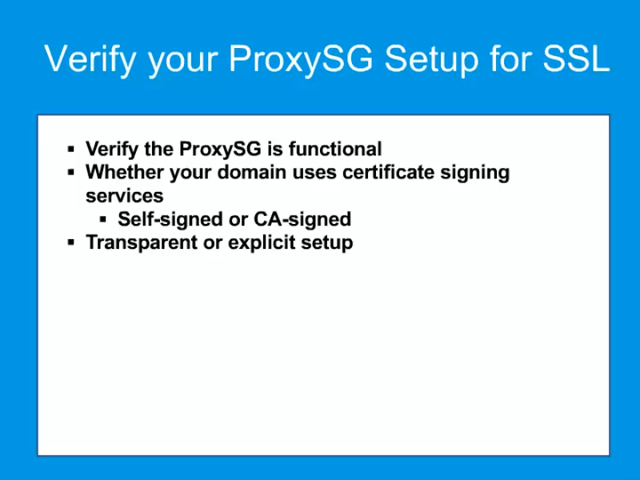 Verify your ProxySG Setup for SSL
▪ Verify the ProxySG is functional
▪ Whether your domain uses certificate signing
services
▪ Self-signed or CA-signed
▪ Transparent or explicit setup